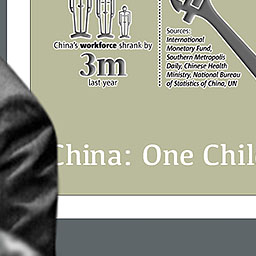 China's workforce shrank by
3m
last year
Sources:
International
Monetary Fund,
Southern Metropolis
Daily, Chinese Health
Ministry, National Bureau
of Statistics of China, UN
China: One Chil